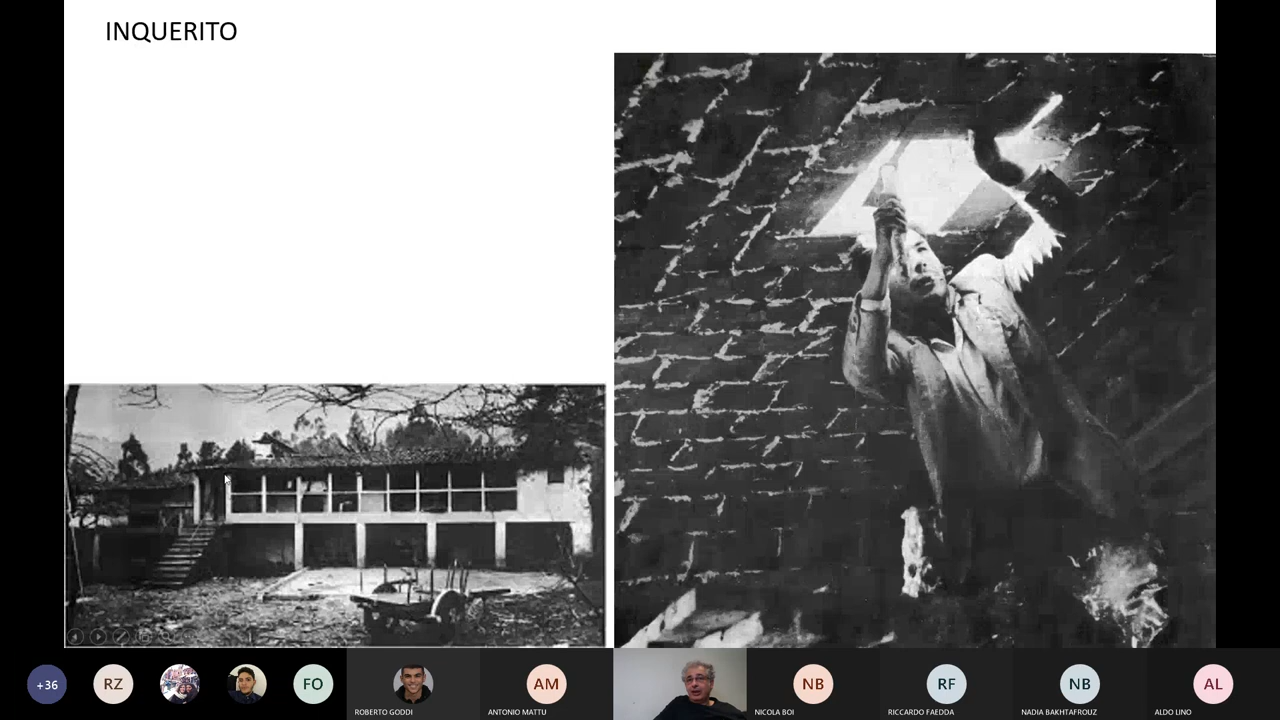 INQUERITO
+36
RZ
FO
ROBERTO GODDI
AM
ANTONIO MATTU
NB
NICOLA BOI
RF
RICCARDO FAEDDA
NB
NADIA BAKHTAFROUZ
AL
ALDO LINO